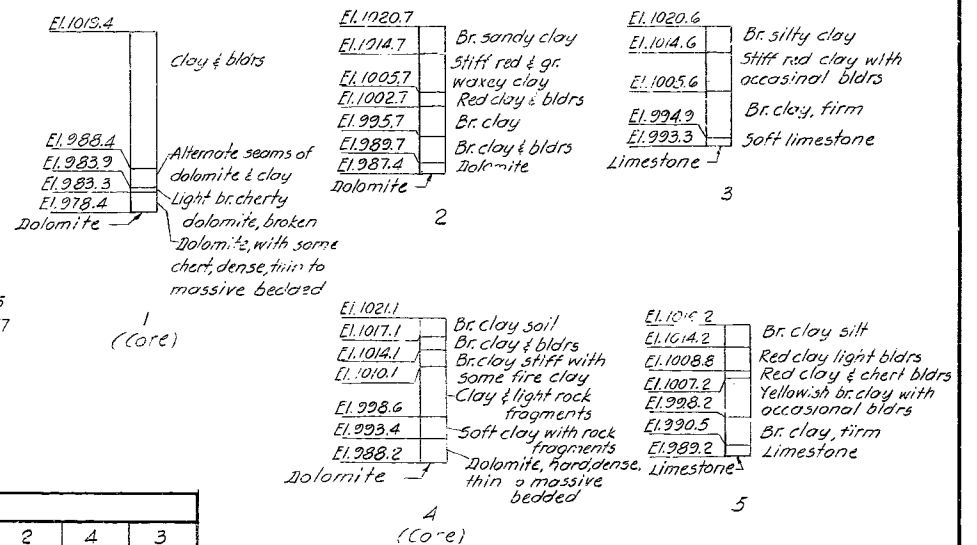 El. 1019.4
El. 988.4
El. 983.9
El. 983.3
El. 978.4
Dolomite
Clay & bldrs
Alternate seams of
dolomite & clay
Light br. cherty
dolomite, broken
Dolomite, with some
chert, dense, thin to
massive bedded
1
(Core)
El. 1020.7
El. 1014.7
El. 1005.7
El. 1002.7
El. 995.7
El. 989.7
El. 987.4
Dolomite
Br. sandy clay
Stiff red & gr.
waxey clay
Red clay & bldrs
Br. clay
Br. clay & bldrs
Dolomite
2
El. 1020.6
El. 1014.6
El. 1005.6
El. 994.9
El. 993.3
Limestone
Br. silty clay
Stiff red clay with
occasinal bldrs
Br. clay, firm
Soft limestone
3
5
7
El. 1021.1
El. 1017.1
El. 1014.1
El. 1010.1
El. 998.6
El. 993.4
El. 988.2
Dolomite
Br. clay soil
Br. clay & bldrs
Br. clay stiff with
some fire clay
Clay & light rock
fragments
Soft clay with rock
fragments
Dolomite, hard, dense,
thin to massive
bedded
4
(Core)
El. 1014.2
El. 1008.8
El. 1007.2
El. 998.2
El. 990.5
El. 989.2
Limestone
Br. clay silt
Red clay light bldrs
Red clay & chert bldrs
Yellowish br. clay with
occasional bldrs
Br. clay, firm
Limestone
5
2 4 3